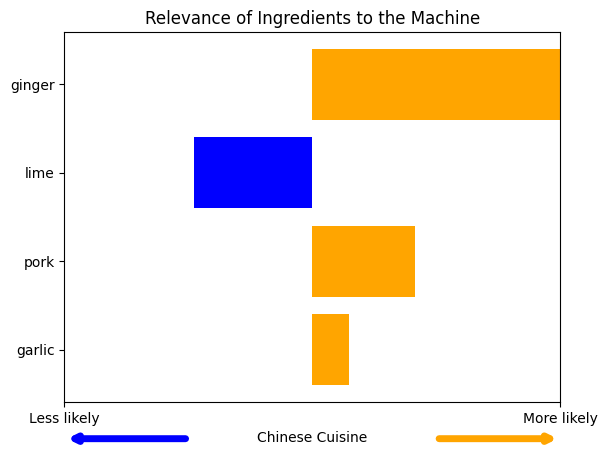 Relevance of Ingredients to the Machine
ginger
lime
pork
garlic
Less likely
More likely
Chinese Cuisine